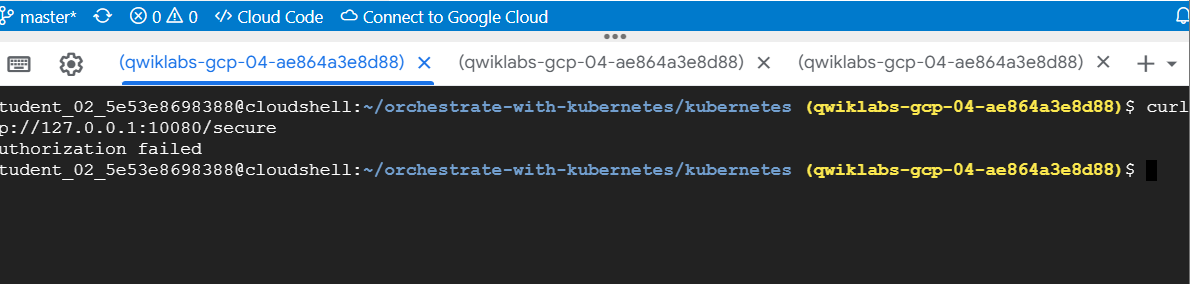 master* 0 0 Cloud Code Connect to Google Cloud
(qwiklabs-gcp-04-ae864a3e8d88) (qwiklabs-gcp-04-ae864a3e8d88) (qwiklabs-gcp-04-ae864a3e8d88)
tudent_02_5e53e8698388@cloudshell:~/orchestrate-with-kubernetes/kubernetes (qwiklabs-gcp-04-ae864a3e8d88)$ curl
p://127.0.0.1:10080/secure
uthorization failed
tudent_02_5e53e8698388@cloudshell:~/orchestrate-with-kubernetes/kubernetes (qwiklabs-gcp-04-ae864a3e8d88)$